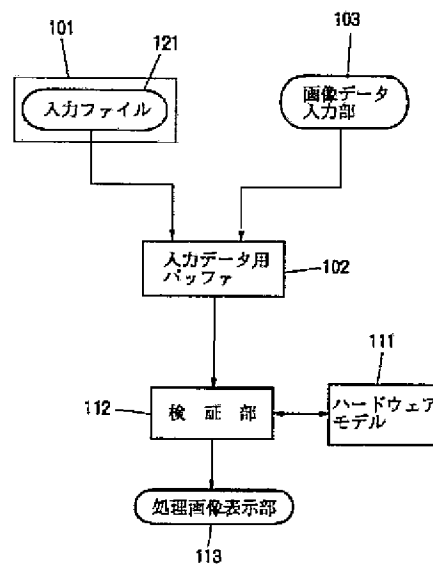 101
121
103
入力ファイル
画像データ
入力部
入力データ用
バッファ
102
111
112
検証部
ハードウェア
モデル
処理画像表示部
113